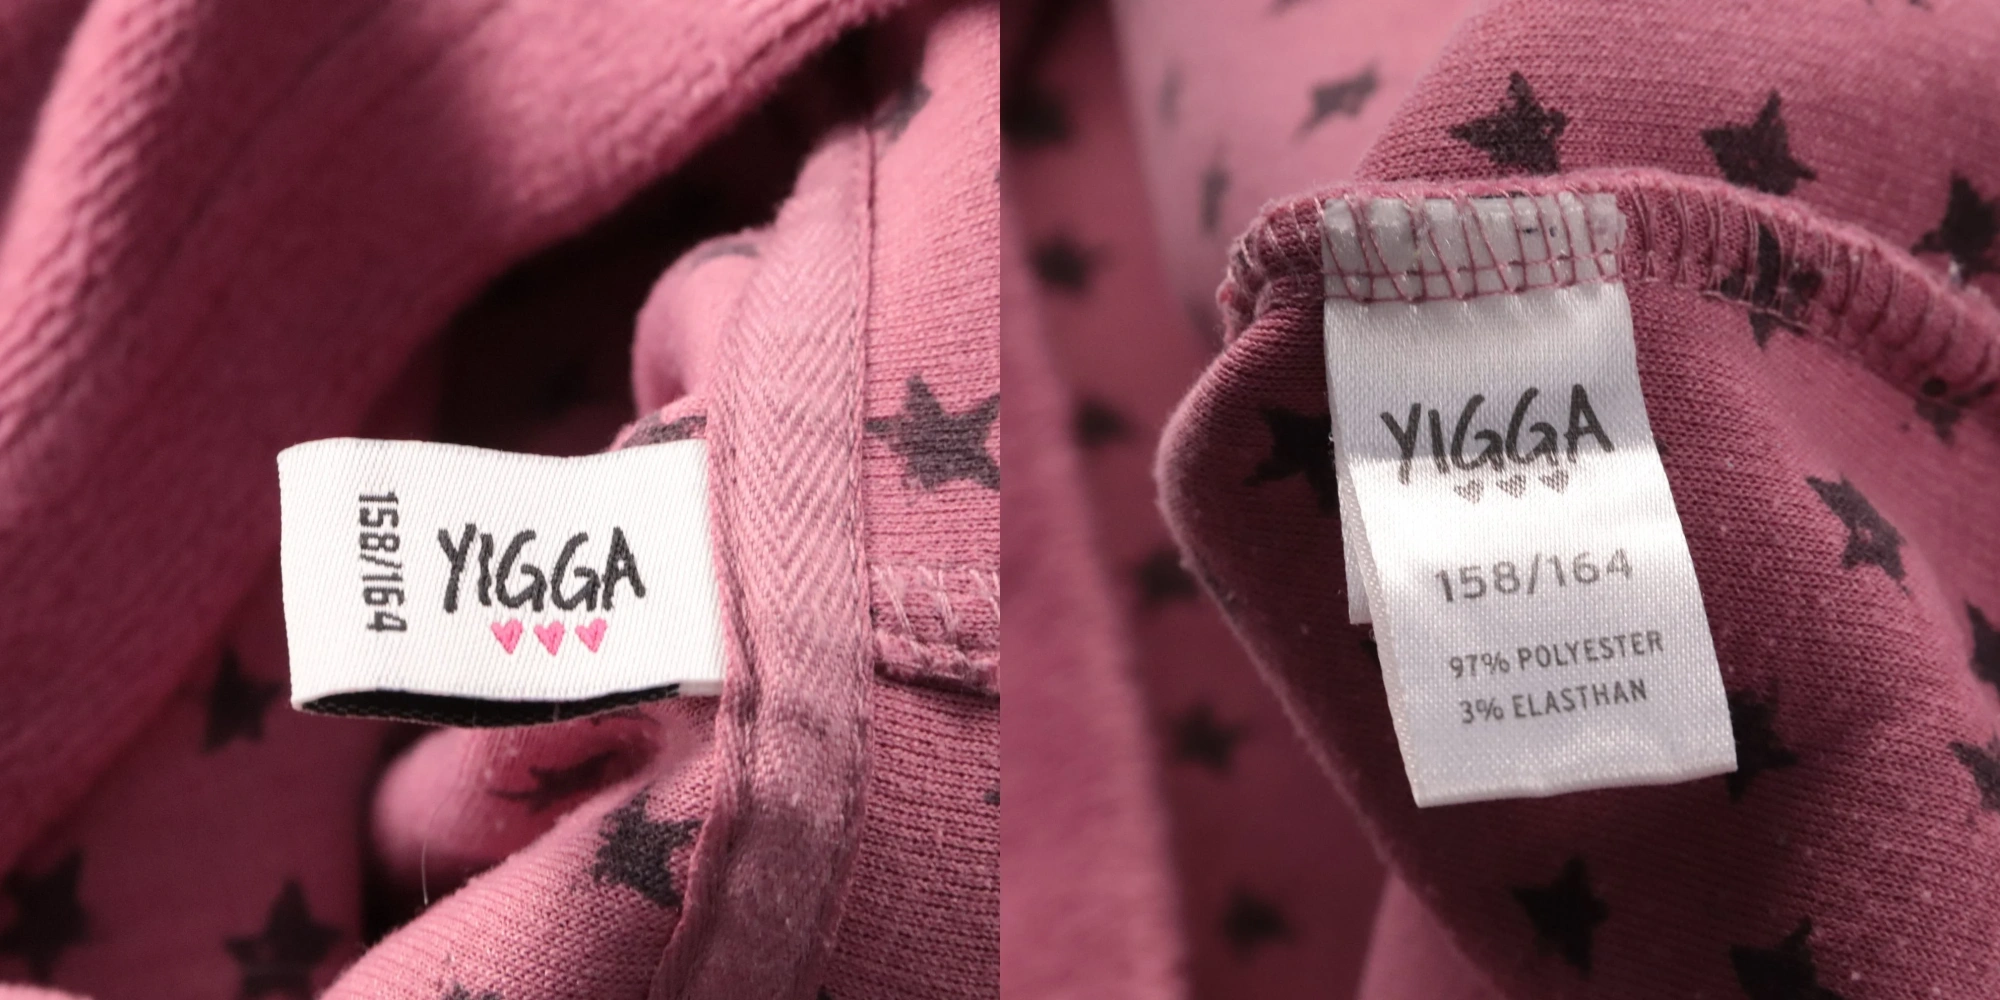 YIGGA
158/164
YIGGA
158/164
97% POLYESTER
3% ELASTHAN